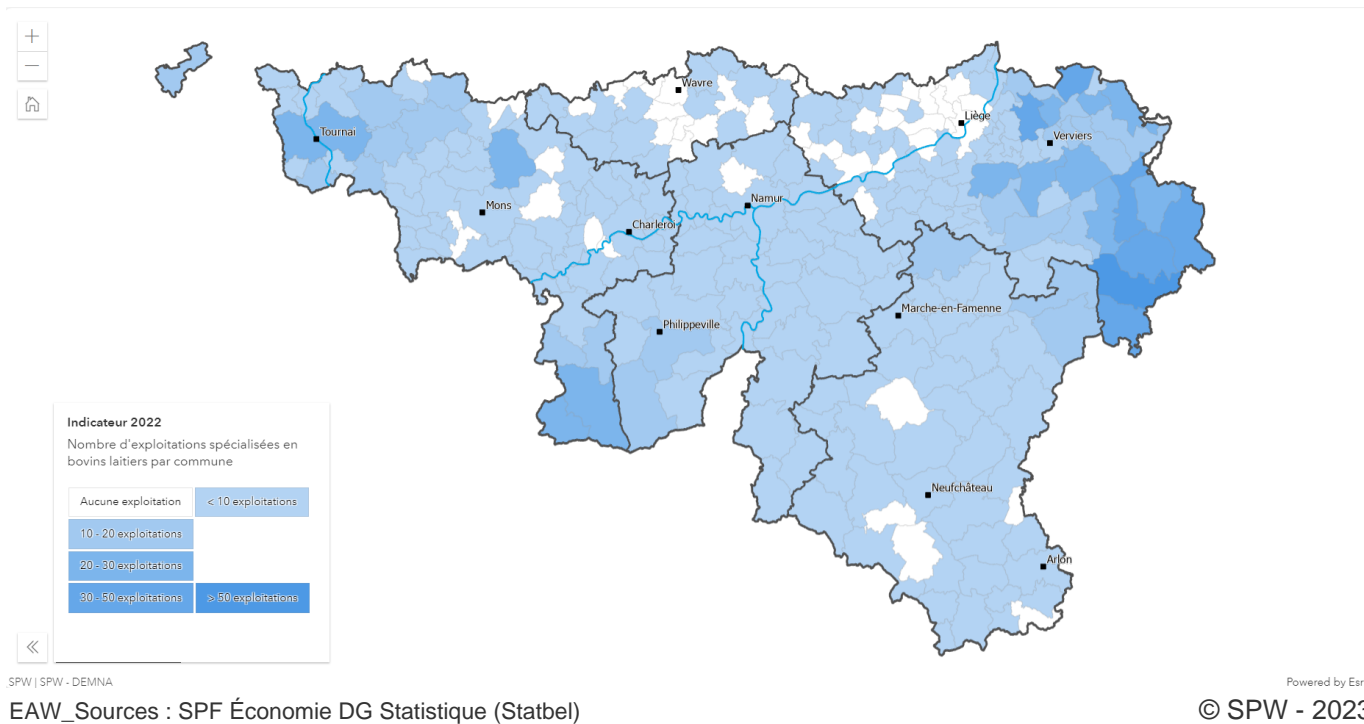 +
−
Wavre
Liège
Tournai
Verviers
Mons
Namur
Charleroi
Marche-en-Famenne
Philippeville
Neufchâteau
Arlon
Indicateur 2022
Nombre d'exploitations spécialisées en
bovins laitiers par commune
Aucune exploitation
< 10 exploitations
10 - 20 exploitations
20 - 30 exploitations
30 - 50 exploitations
> 50 exploitations
SPW | SPW - DEMNA
Powered by Esr
EAW_Sources : SPF Économie DG Statistique (Statbel)
© SPW - 2023